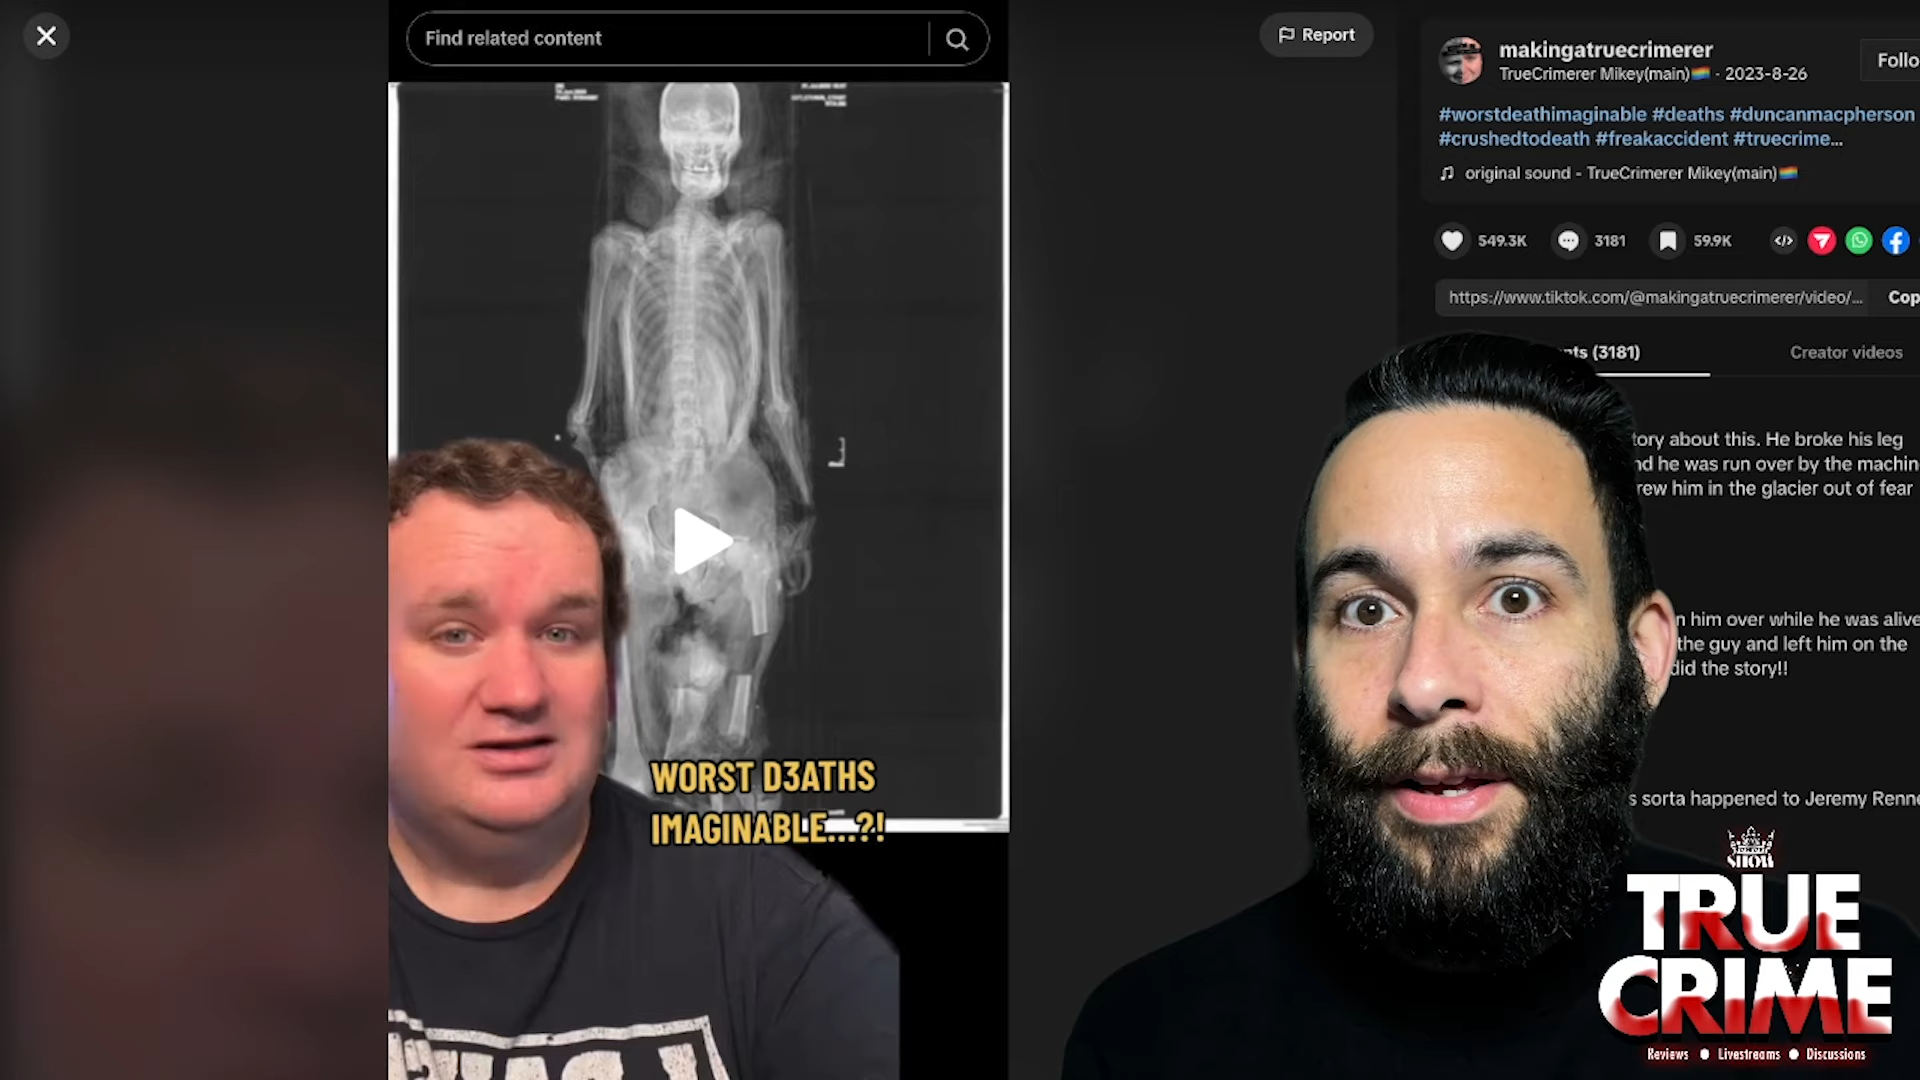 Find related content
Report
makingatruecrimerer
TrueCrimerer Mikey(main)🏳️‍🌈 · 2023-8-26
Follo
#worstdeathimaginable #deaths #duncanmacpherson
#crushedtodeath #freakaccident #truecrime...
original sound - TrueCrimerer Mikey(main)🏳️‍🌈
549.3K
3181
59.9K
https://www.tiktok.com/@makingatruecrimerer/video/...
Cop
nts (3181)
Creator videos
tory about this. He broke his leg
nd he was run over by the machin
rew him in the glacier out of fear
n him over while he was alive
the guy and left him on the
did the story!!
s sorta happened to Jeremy Renne
WORST D3ATHS
IMAGINABLE...?!
SHOW
TRUE
CRIME
Reviews ● Livestreams ● Discussions